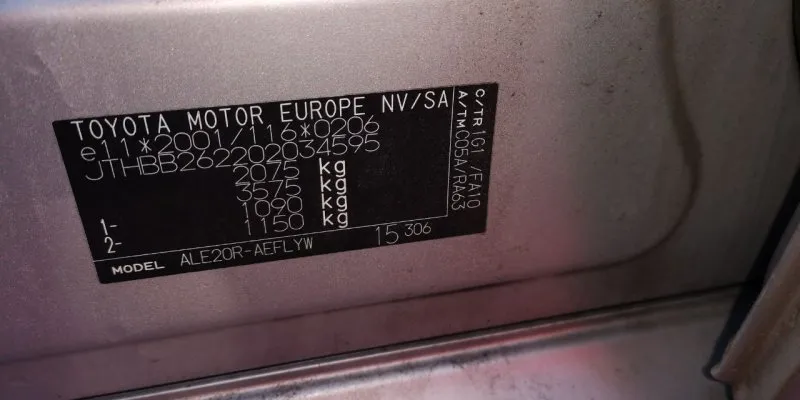 TOYOTA MOTOR EUROPE NV/SA
e11*2001/116*0206
JTHBB262202034595
2075 kg
3575 kg
1- 1090 kg
2- 1150 kg
MODEL ALE20R-AEFLYW 15 306
C/TR 1G1 /FA10
A/TM C05A/RA63